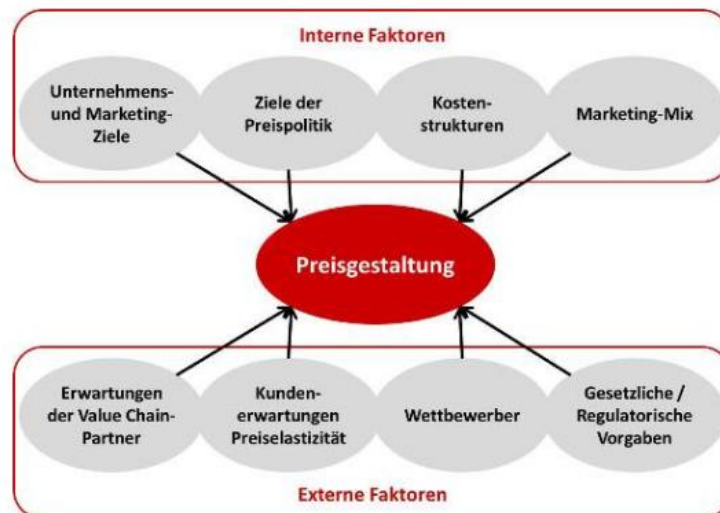 Interne Faktoren
Unternehmens-
und Marketing-
Ziele
Ziele der
Preispolitik
Kosten-
strukturen
Marketing-Mix
Preisgestaltung
Erwartungen
der Value Chain-
Partner
Kunden-
erwartungen
Preiselastizität
Wettbewerber
Gesetzliche /
Regulatorische
Vorgaben
Externe Faktoren